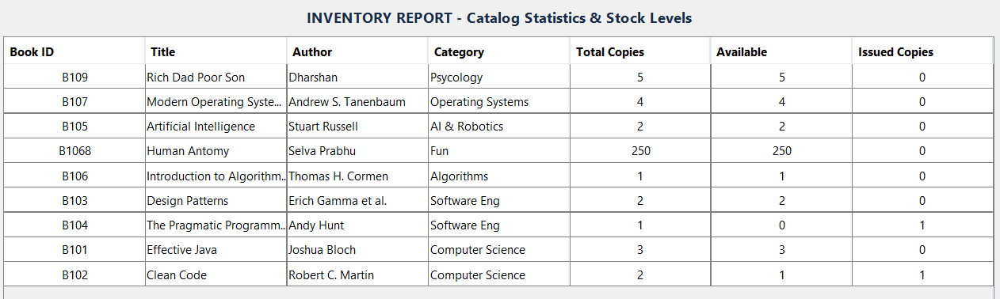 INVENTORY REPORT - Catalog Statistics & Stock Levels
Book ID Title Author Category Total Copies Available Issued Copies
B109 Rich Dad Poor Son Dharshan Psycology 5 5 0
B107 Modern Operating Syste... Andrew S. Tanenbaum Operating Systems 4 4 0
B105 Artificial Intelligence Stuart Russell AI & Robotics 2 2 0
B1068 Human Antomy Selva Prabhu Fun 250 250 0
B106 Introduction to Algorithm... Thomas H. Cormen Algorithms 1 1 0
B103 Design Patterns Erich Gamma et al. Software Eng 2 2 0
B104 The Pragmatic Programm... Andy Hunt Software Eng 1 0 1
B101 Effective Java Joshua Bloch Computer Science 3 3 0
B102 Clean Code Robert C. Martin Computer Science 2 1 1